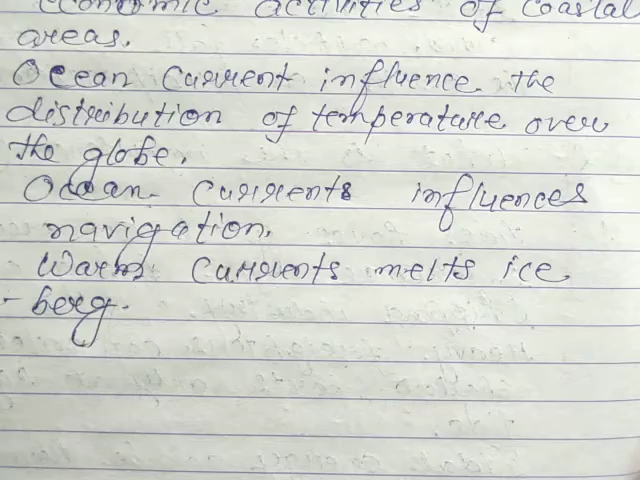 economic activities of coastal
areas.
Ocean current influence the
distribution of temperature over
the globe.
Ocean currents influences
navigation.
Warm currents melts ice
- berg.